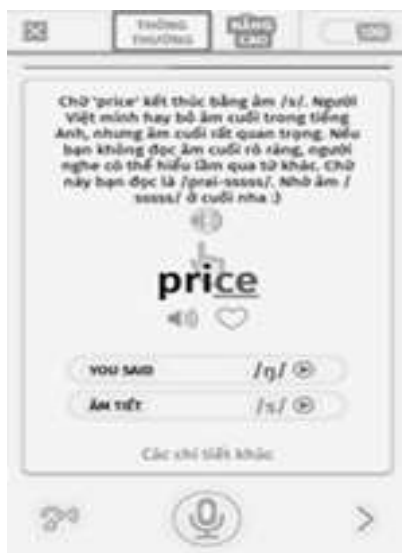 THÔNG
THƯỜNG
NÂNG
CAO
Chữ 'price' kết thúc bằng âm /s/. Người
Việt mình hay bỏ âm cuối trong tiếng
Anh, nhưng âm cuối rất quan trọng. Nếu
bạn không đọc âm cuối rõ ràng, người
nghe có thể hiểu lầm qua từ khác. Chữ
này bạn đọc là /prai-sssss/. Nhớ âm /
sssss/ ở cuối nha :)
price
YOU SAID /ŋ/
ÂM TIẾT /s/
Các chi tiết khác